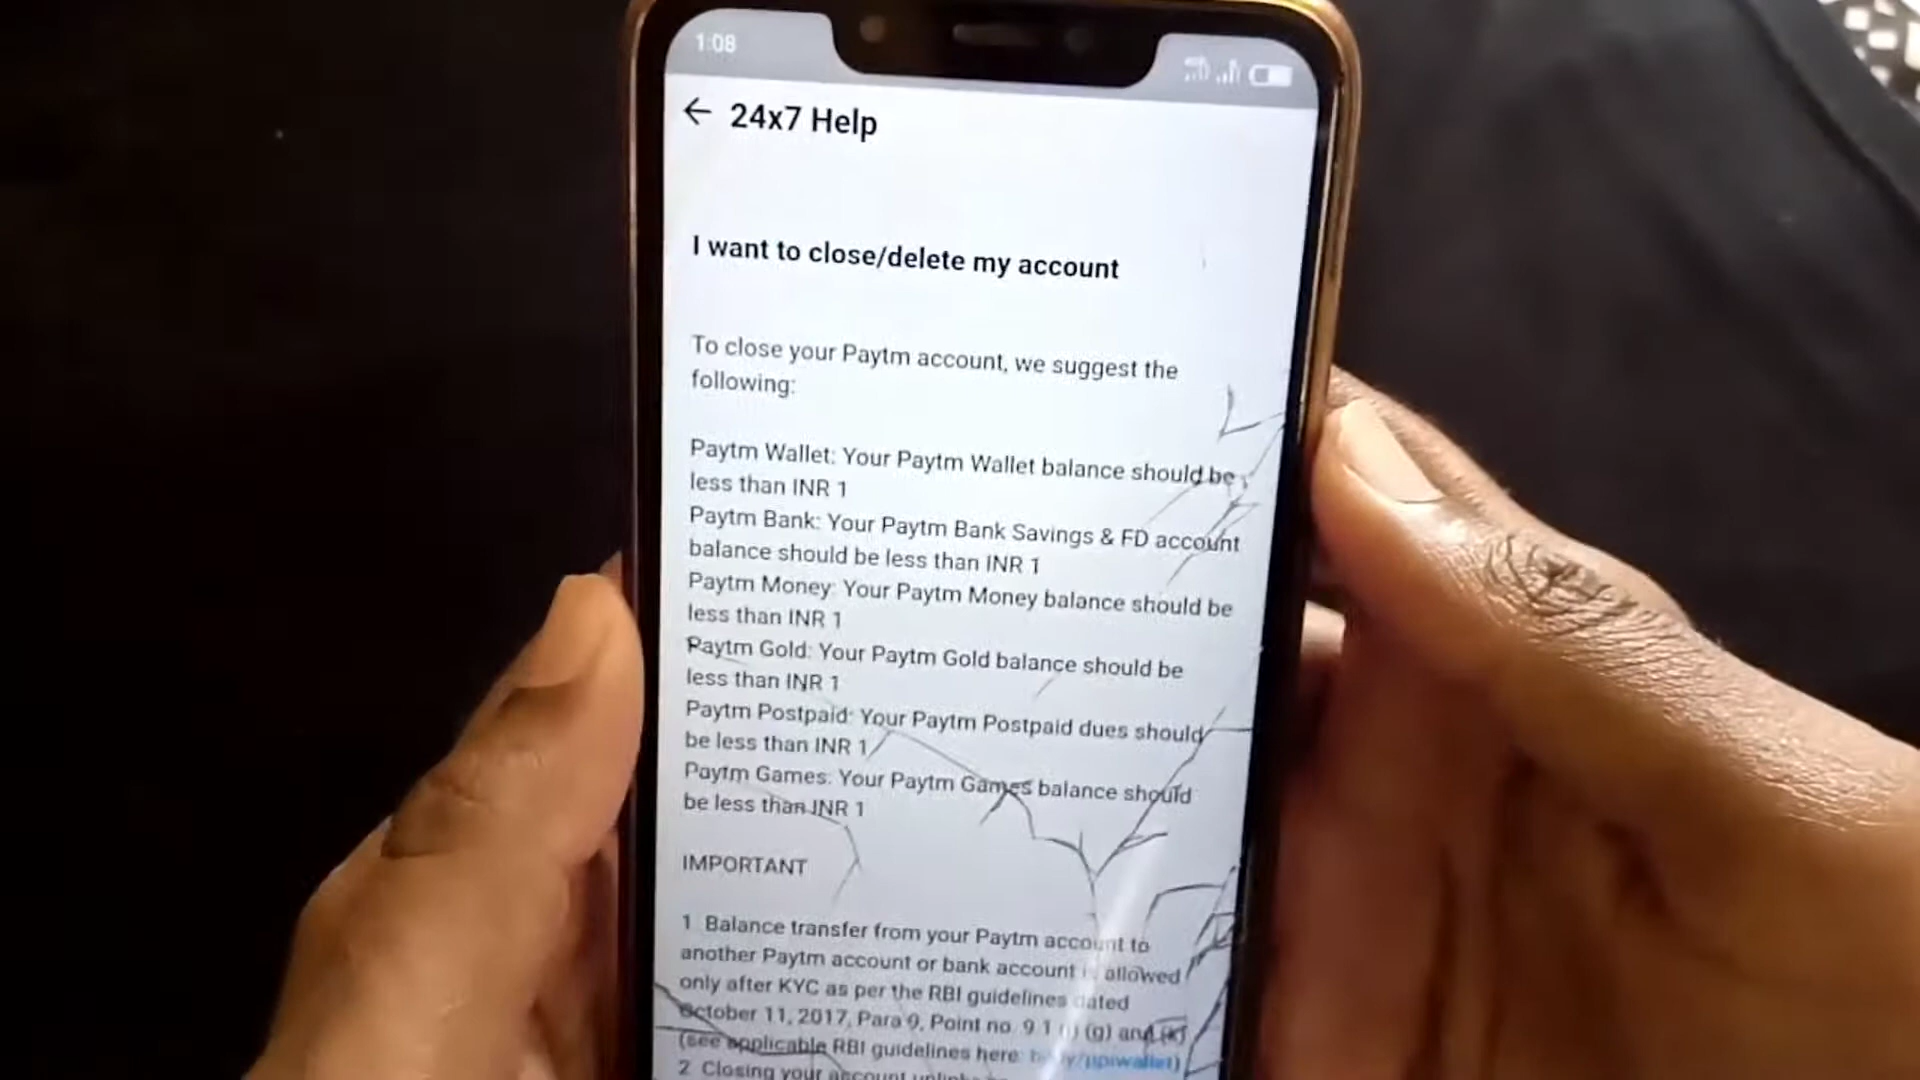 1:08
24x7 Help
I want to close/delete my account
To close your Paytm account, we suggest the
following:
Paytm Wallet: Your Paytm Wallet balance should be
less than INR 1
Paytm Bank: Your Paytm Bank Savings & FD account
balance should be less than INR 1
Paytm Money: Your Paytm Money balance should be
less than INR 1
Paytm Gold: Your Paytm Gold balance should be
less than INR 1
Paytm Postpaid: Your Paytm Postpaid dues should
be less than INR 1
Paytm Games: Your Paytm Games balance should
be less than INR 1
IMPORTANT
1 Balance transfer from your Paytm account to
another Paytm account or bank account is allowed
only after KYC as per the RBI guidelines dated
October 11, 2017, Para 9, Point no. 9.1 (g) and
(see applicable RBI guidelines here:
2 Closing your account